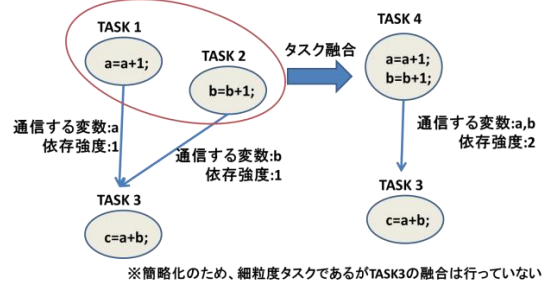 TASK 1
a=a+1;
TASK 2
b=b+1;
通信する変数:a
依存強度:1
通信する変数:b
依存強度:1
TASK 3
c=a+b;
タスク融合
TASK 4
a=a+1;
b=b+1;
通信する変数:a,b
依存強度:2
TASK 3
c=a+b;
※簡略化のため、細粒度タスクであるがTASK3の融合は行っていない